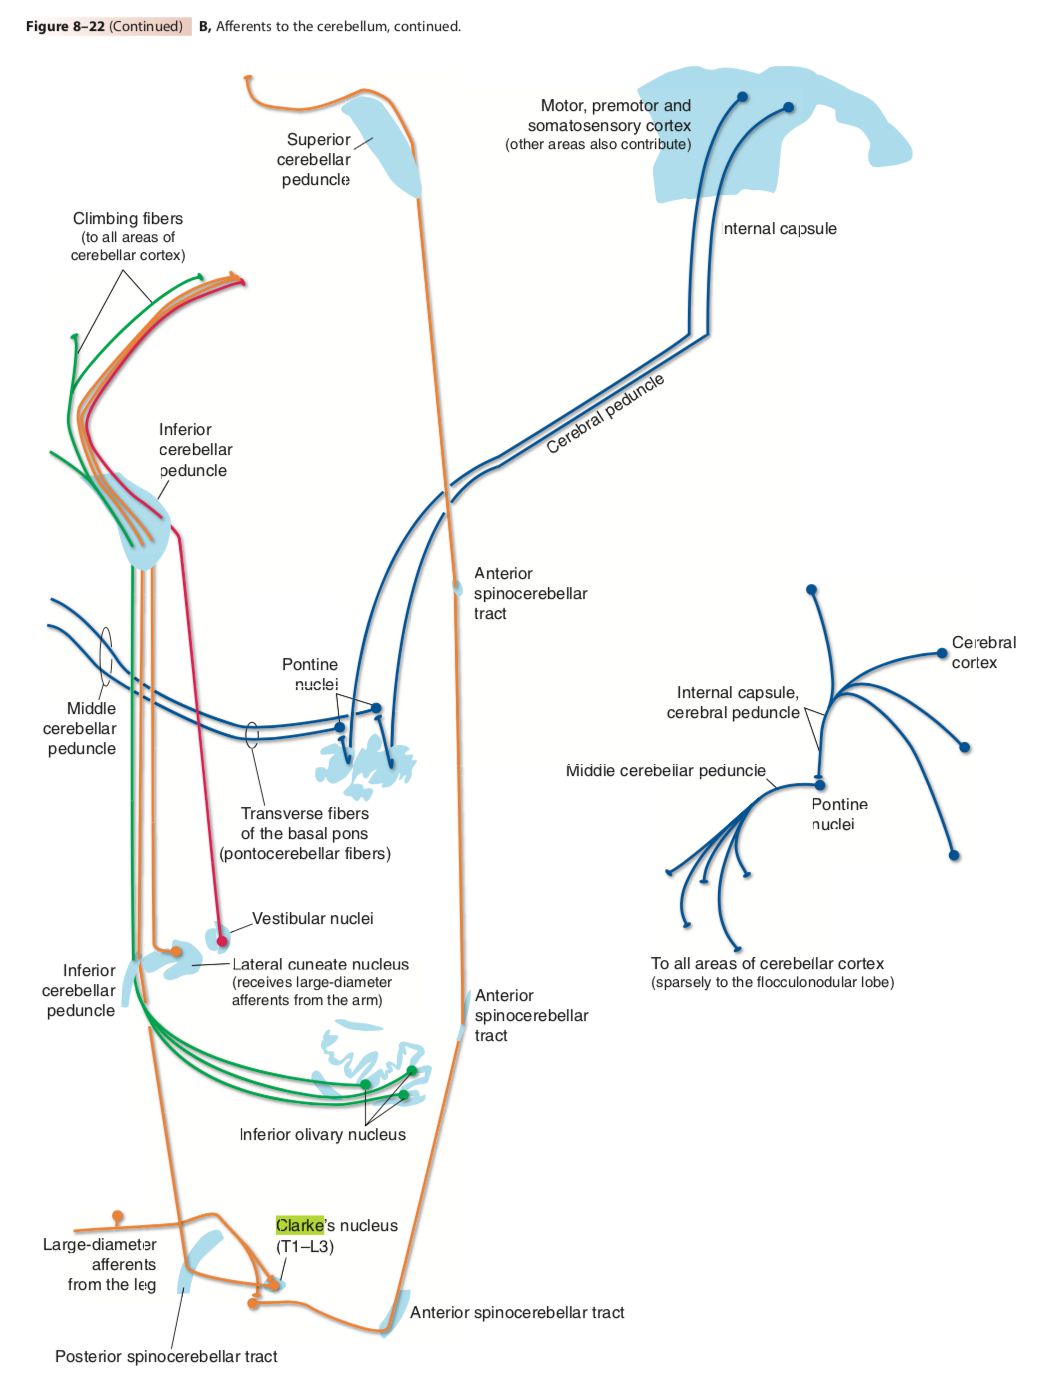 Figure 8–22 (Continued) B, Afferents to the cerebellum, continued.
Motor, premotor and
somatosensory cortex
(other areas also contribute)
Superior
cerebellar
peduncle
Climbing fibers
(to all areas of
cerebellar cortex)
Internal capsule
Cerebral peduncle
Inferior
cerebellar
peduncle
Anterior
spinocerebellar
tract
Pontine
nuclei
Middle
cerebellar
peduncle
Transverse fibers
of the basal pons
(pontocerebellar fibers)
Cerebral
cortex
Internal capsule,
cerebral peduncle
Middle cerebellar peduncle
Pontine
nuclei
To all areas of cerebellar cortex
(sparsely to the flocculonodular lobe)
Vestibular nuclei
Lateral cuneate nucleus
(receives large-diameter
afferents from the arm)
Inferior
cerebellar
peduncle
Anterior
spinocerebellar
tract
Inferior olivary nucleus
Clarke's nucleus
(T1–L3)
Large-diameter
afferents
from the leg
Anterior spinocerebellar tract
Posterior spinocerebellar tract